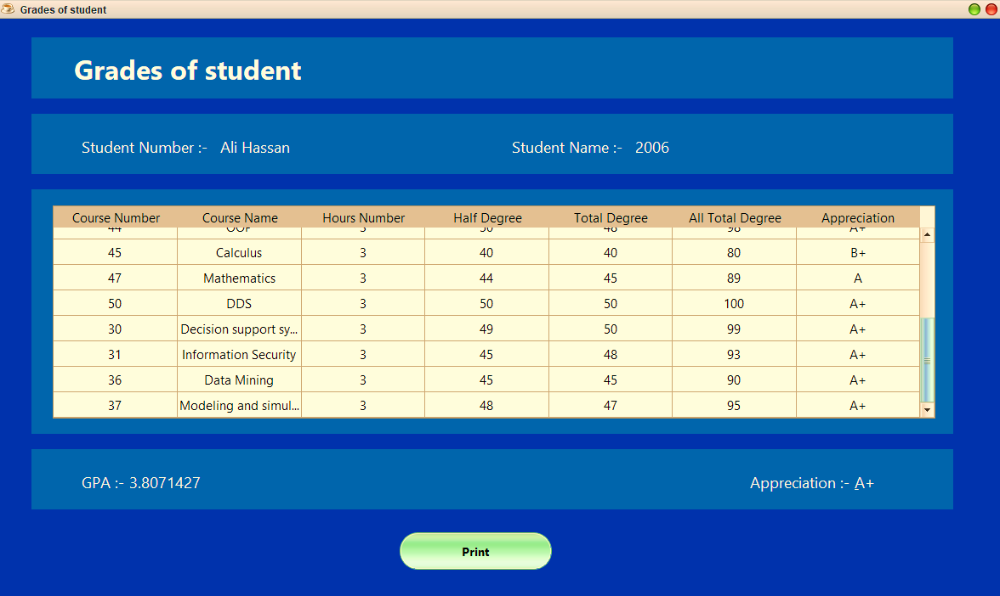 Grades of student
Grades of student
Student Number :- Ali Hassan Student Name :- 2006
Course Number Course Name Hours Number Half Degree Total Degree All Total Degree Appreciation
44 OOP 3 50 48 98 A+
45 Calculus 3 40 40 80 B+
47 Mathematics 3 44 45 89 A
50 DDS 3 50 50 100 A+
30 Decision support sy... 3 49 50 99 A+
31 Information Security 3 45 48 93 A+
36 Data Mining 3 45 45 90 A+
37 Modeling and simul... 3 48 47 95 A+
GPA :- 3.8071427 Appreciation :- A+
Print